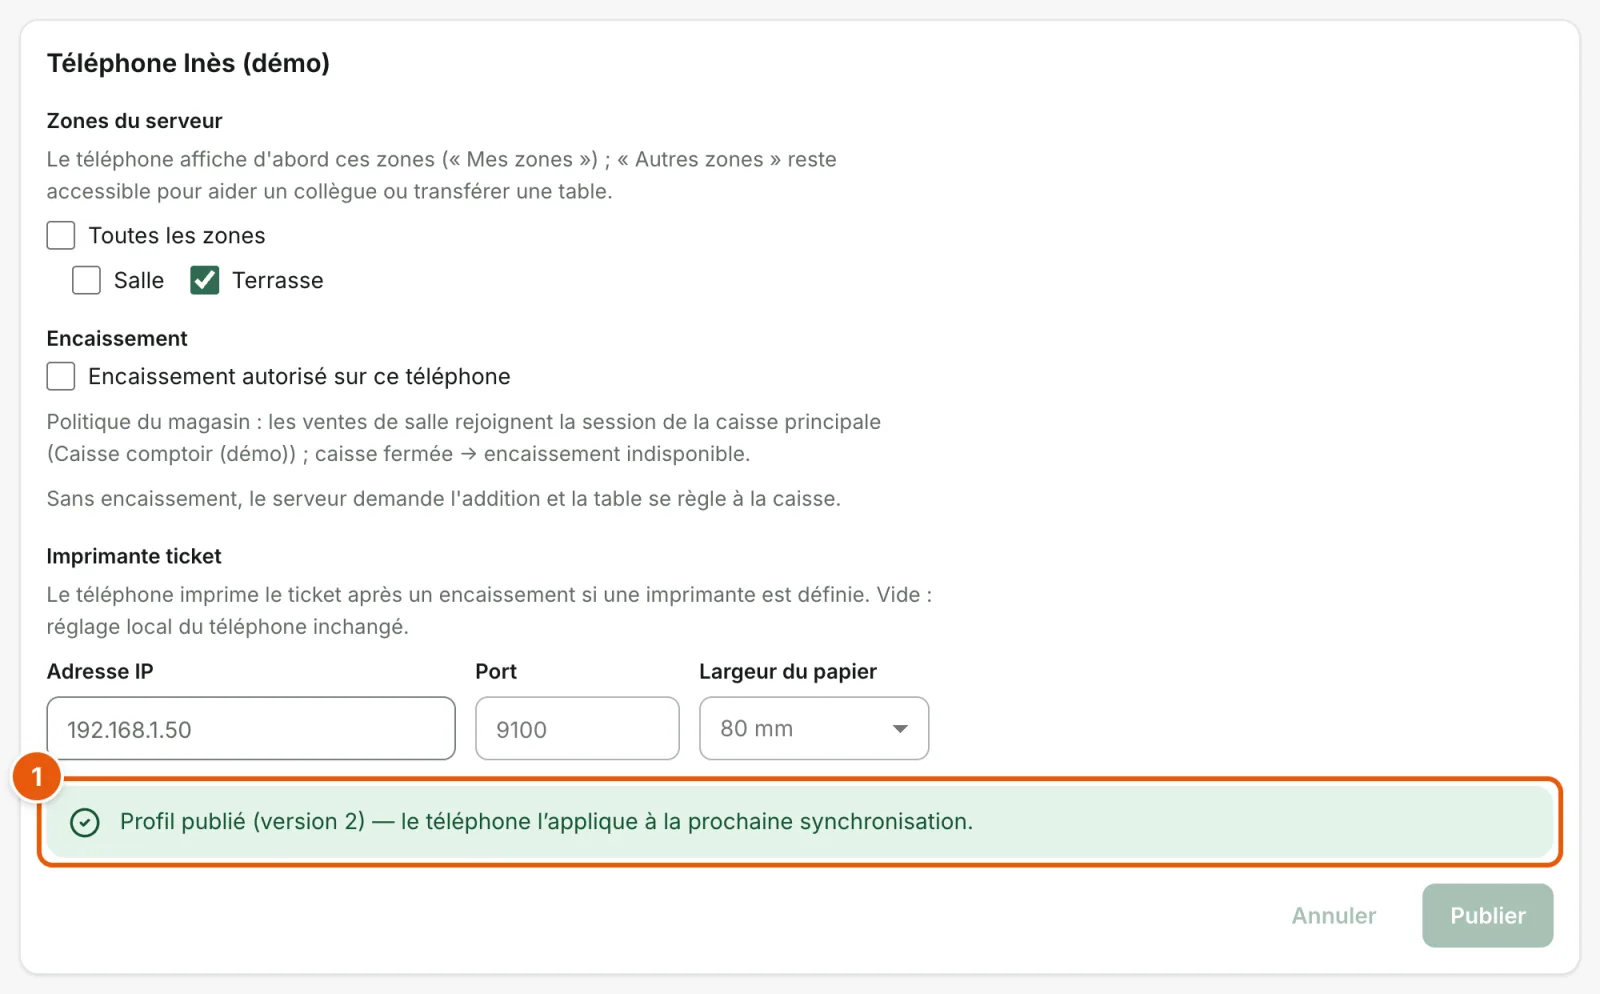 Téléphone Inès (démo)
Zones du serveur
Le téléphone affiche d'abord ces zones (« Mes zones ») ; « Autres zones » reste
accessible pour aider un collègue ou transférer une table.
Toutes les zones
Salle
Terrasse
Encaissement
Encaissement autorisé sur ce téléphone
Politique du magasin : les ventes de salle rejoignent la session de la caisse principale
(Caisse comptoir (démo)) ; caisse fermée → encaissement indisponible.
Sans encaissement, le serveur demande l'addition et la table se règle à la caisse.
Imprimante ticket
Le téléphone imprime le ticket après un encaissement si une imprimante est définie. Vide :
réglage local du téléphone inchangé.
Adresse IP
Port
Largeur du papier
192.168.1.50
9100
80 mm
1
Profil publié (version 2) — le téléphone l’applique à la prochaine synchronisation.
Annuler
Publier